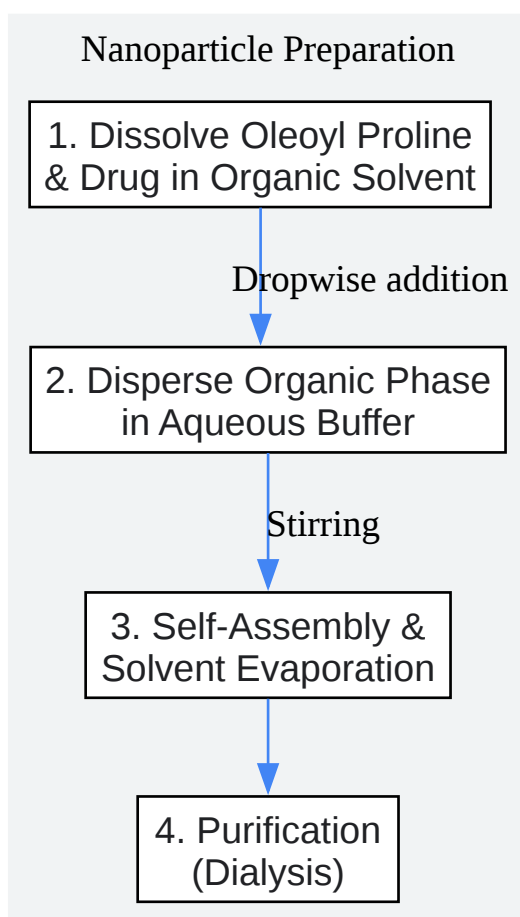 Nanoparticle Preparation
1. Dissolve Oleoyl Proline
& Drug in Organic Solvent
Dropwise addition
2. Disperse Organic Phase
in Aqueous Buffer
Stirring
3. Self-Assembly &
Solvent Evaporation
4. Purification
(Dialysis)